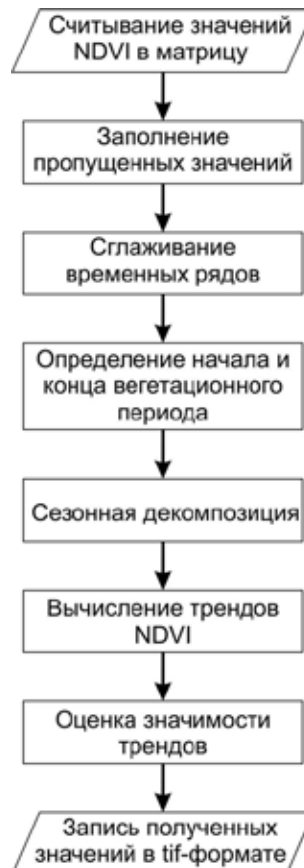 Считывание значений
NDVI в матрицу
Заполнение
пропущенных значений
Сглаживание
временных рядов
Определение начала и
конца вегетационного
периода
Сезонная декомпозиция
Вычисление трендов
NDVI
Оценка значимости
трендов
Запись полученных
значений в tif-формате